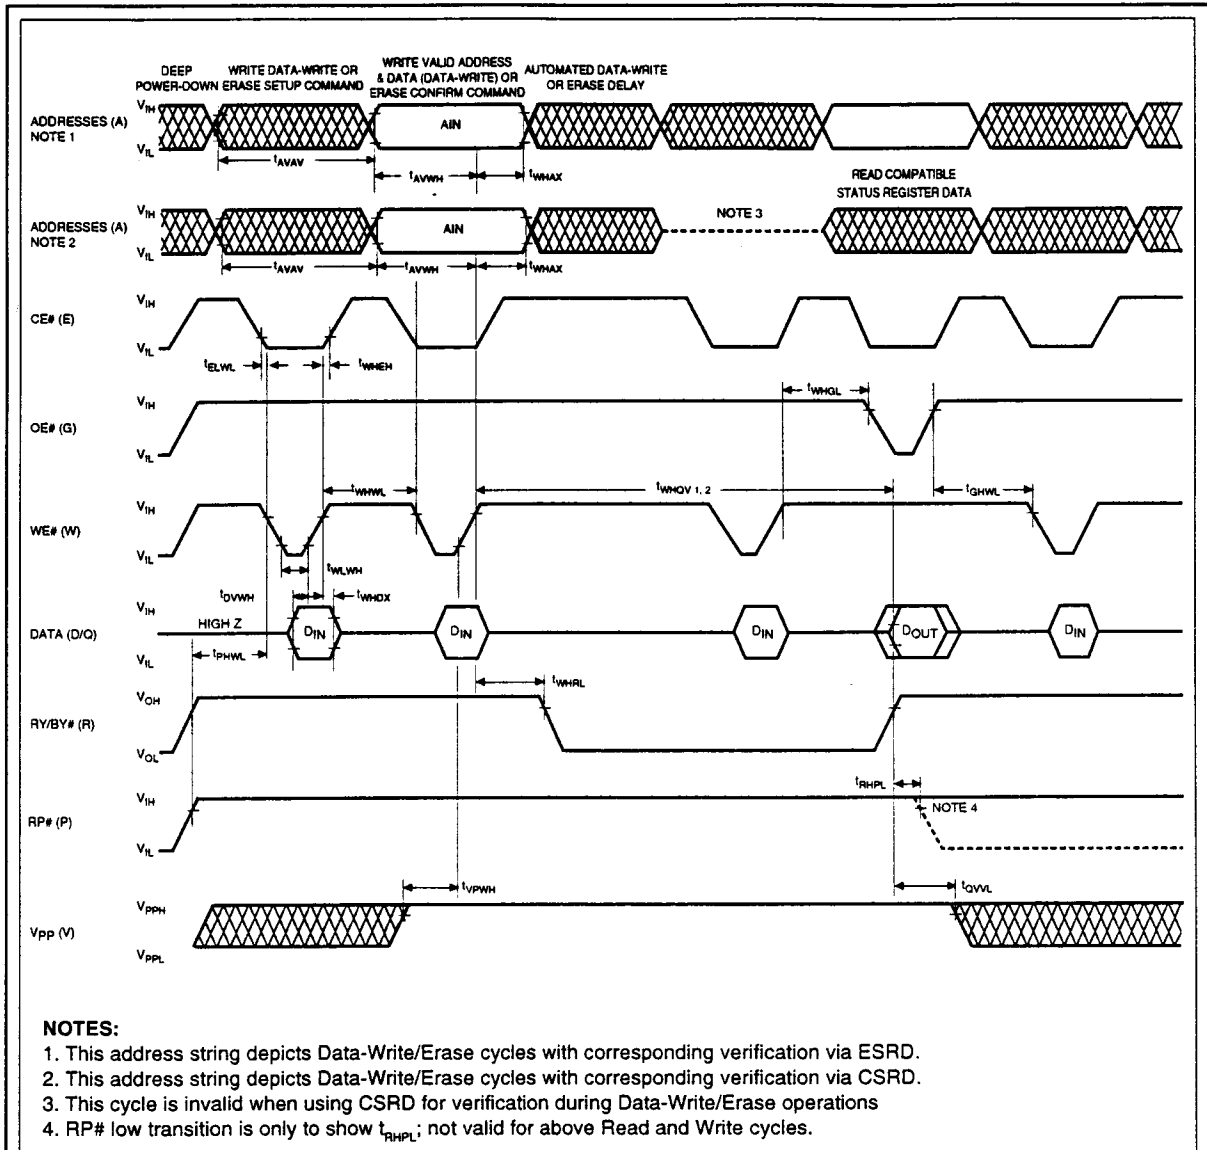 DEEP
POWER-DOWN
WRITE DATA-WRITE OR
ERASE SETUP COMMAND
WRITE VALID ADDRESS
& DATA (DATA-WRITE) OR
ERASE CONFIRM COMMAND
AUTOMATED DATA-WRITE
OR ERASE DELAY
ADDRESSES (A)
NOTE 1
VIH
VIL
AIN
tAVAV
tAVWH
tWHAX
READ COMPATIBLE
STATUS REGISTER DATA
ADDRESSES (A)
NOTE 2
VIH
VIL
AIN
NOTE 3
tAVAV
tAVWH
tWHAX
CE# (E)
VIH
VIL
tELWL
tWHEH
OE# (G)
VIH
VIL
tWHGL
WE# (W)
VIH
VIL
tWHWL
tWHQV 1, 2
tGHWL
tWLWH
tDVWH
tWHDX
DATA (D/Q)
VIH
VIL
HIGH Z
DIN
DIN
DIN
DOUT
DIN
tPHWL
tWHRL
RY/BY# (R)
VOH
VOL
tRHPL
RP# (P)
VIH
VIL
NOTE 4
tVPWH
tQVVL
VPP (V)
VPPH
VPPL
NOTES:
1. This address string depicts Data-Write/Erase cycles with corresponding verification via ESRD.
2. This address string depicts Data-Write/Erase cycles with corresponding verification via CSRD.
3. This cycle is invalid when using CSRD for verification during Data-Write/Erase operations
4. RP# low transition is only to show tRHPL; not valid for above Read and Write cycles.